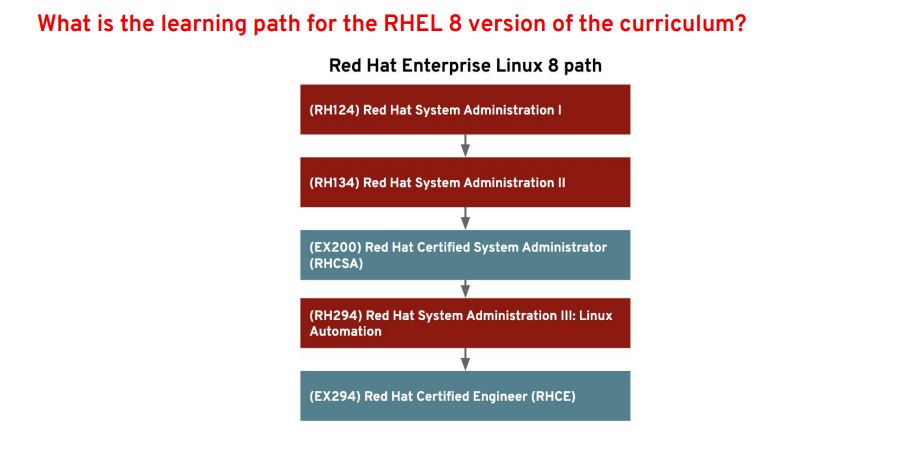 What is the learning path for the RHEL 8 version of the curriculum?
Red Hat Enterprise Linux 8 path
(RH124) Red Hat System Administration I
(RH134) Red Hat System Administration II
(EX200) Red Hat Certified System Administrator
(RHCSA)
(RH294) Red Hat System Administration III: Linux
Automation
(EX294) Red Hat Certified Engineer (RHCE)